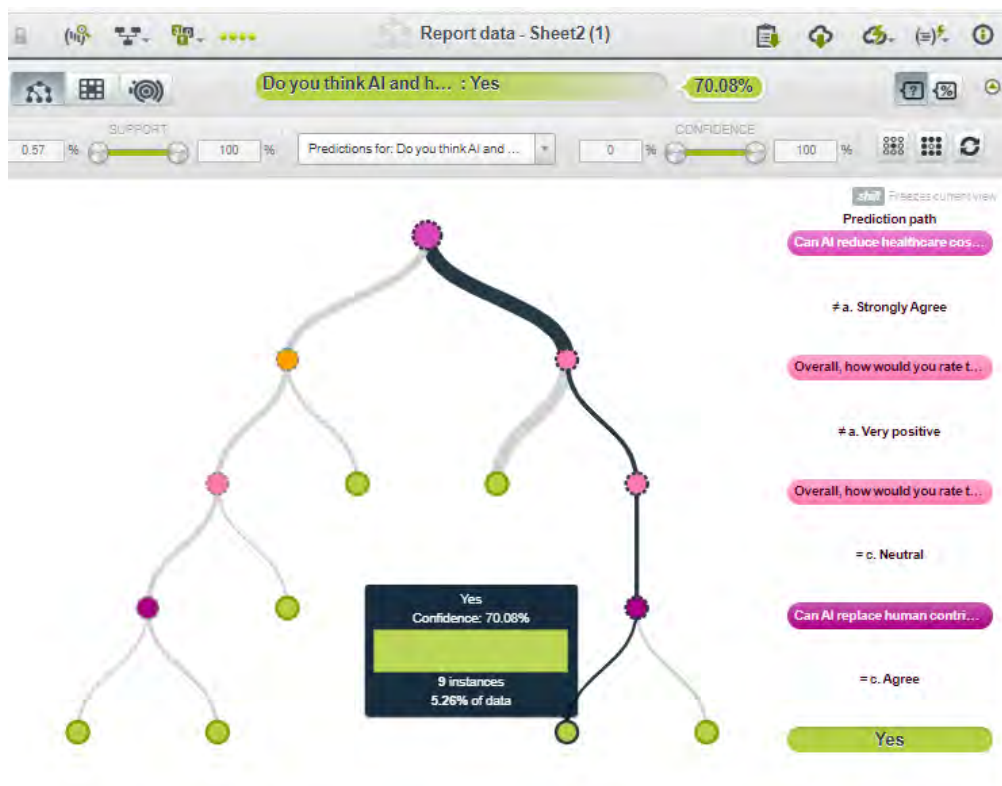 Report data - Sheet2 (1)
Do you think AI and h... : Yes
70.08%
SUPPORT
CONFIDENCE
0.57 % 100 % Predictions for: Do you think AI and ... 0 % 100 %
shift Freezes current view
Prediction path
Can AI reduce healthcare cos...
≠ a. Strongly Agree
Overall, how would you rate t...
≠ a. Very positive
Overall, how would you rate t...
= c. Neutral
Can AI replace human contri...
= c. Agree
Yes
Yes
Confidence: 70.08%
9 instances
5.26% of data